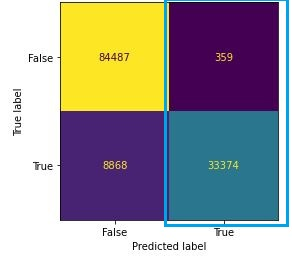 False
84487
359
True label
True
8868
33374
False
True
Predicted label